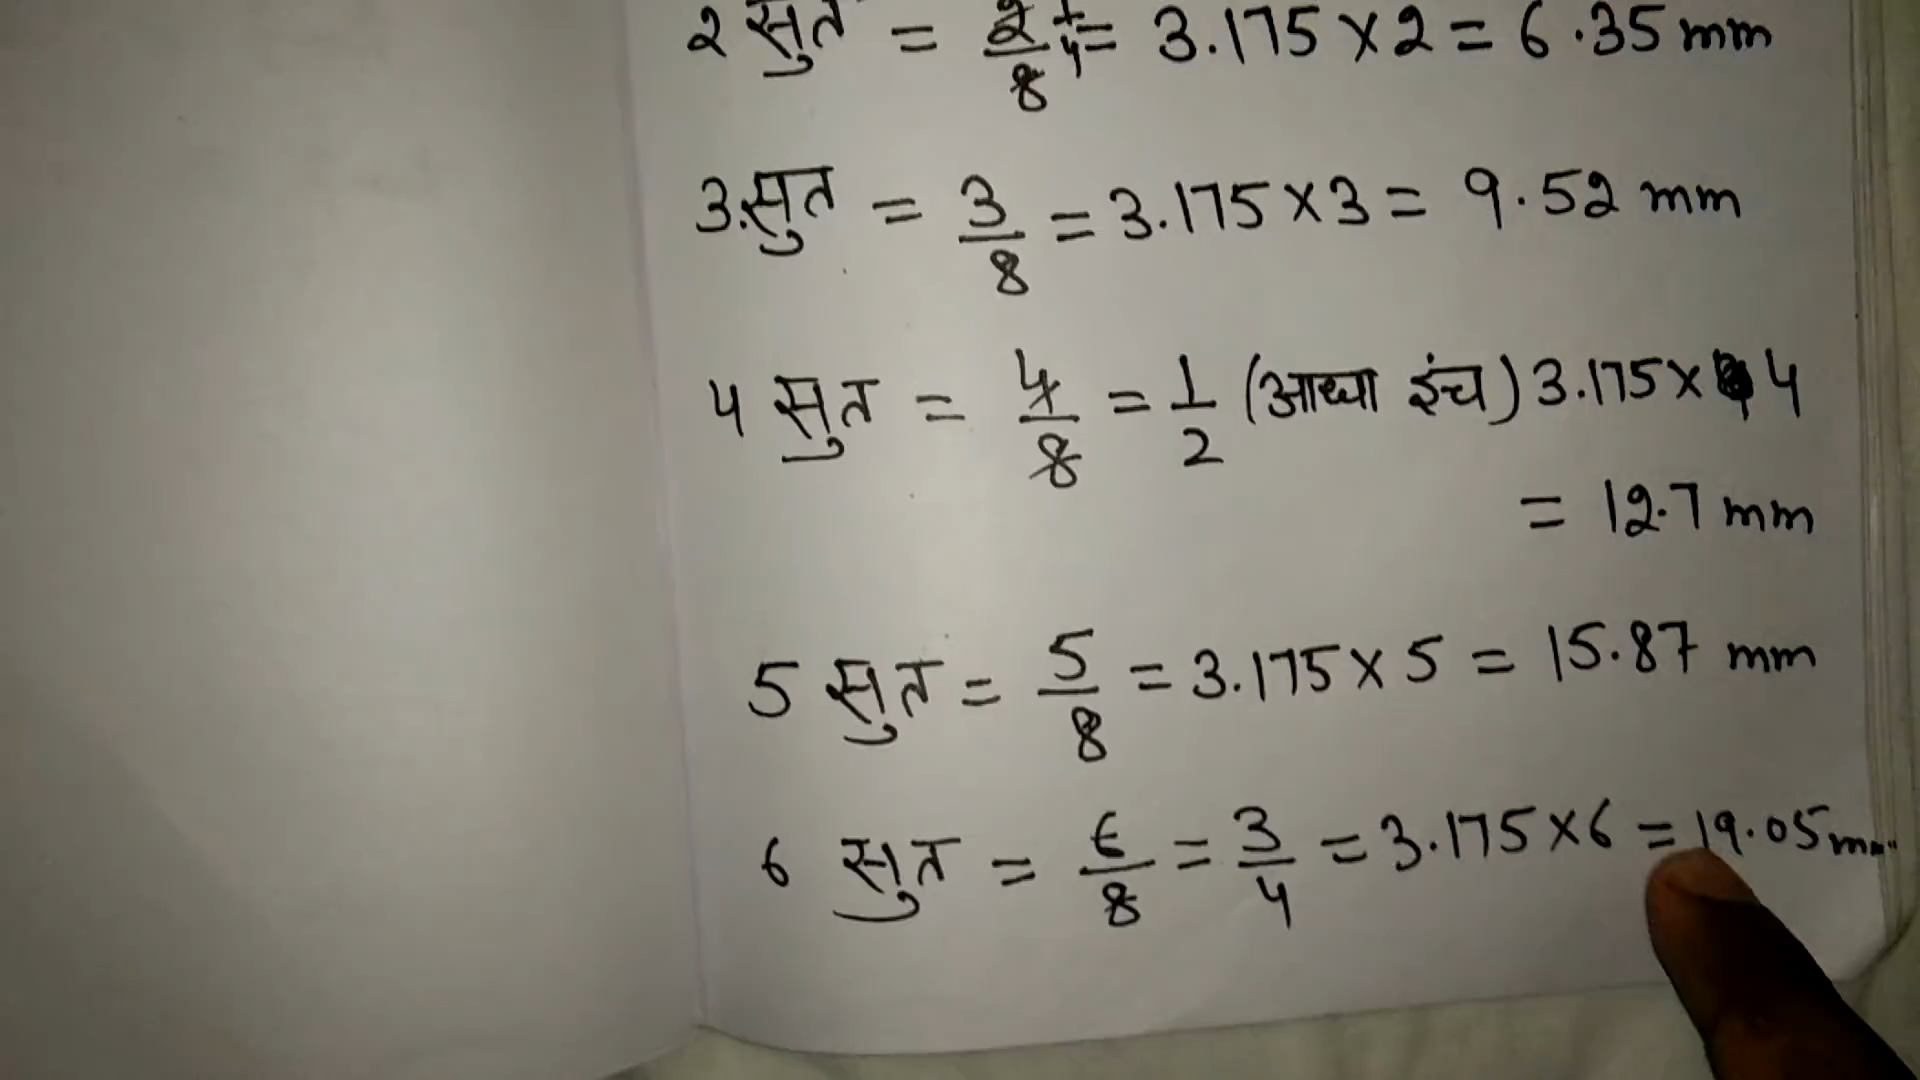 2 सुत = 2/8 = 3.175 x 2 = 6.35 mm
3. सुत = 3/8 = 3.175 x 3 = 9.52 mm
4 सुत = 4/8 = 1/2 (आधा इंच) 3.175 x 4
= 12.7 mm
5 सुत = 5/8 = 3.175 x 5 = 15.87 mm
6 सुत = 6/8 = 3/4 = 3.175 x 6 = 19.05 mm